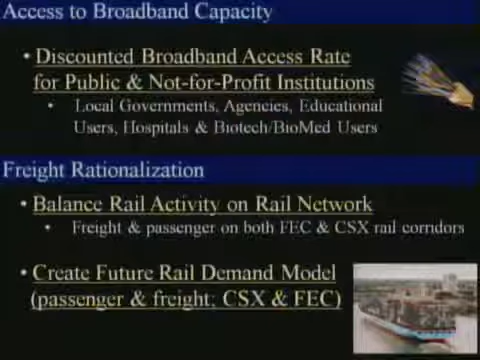 Access to Broadband Capacity
• Discounted Broadband Access Rate
for Public & Not-for-Profit Institutions
• Local Governments, Agencies, Educational
Users, Hospitals & Biotech/BioMed Users
Freight Rationalization
• Balance Rail Activity on Rail Network
• Freight & passenger on both FEC & CSX rail corridors
• Create Future Rail Demand Model
(passenger & freight; CSX & FEC)